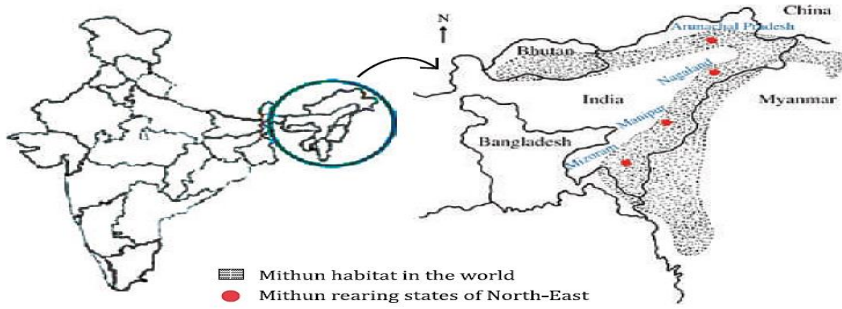 N
China
Arunachal Pradesh
Bhutan
Nagaland
India
Myanmar
Manipur
Bangladesh
Mizoram
Mithun habitat in the world
Mithun rearing states of North-East